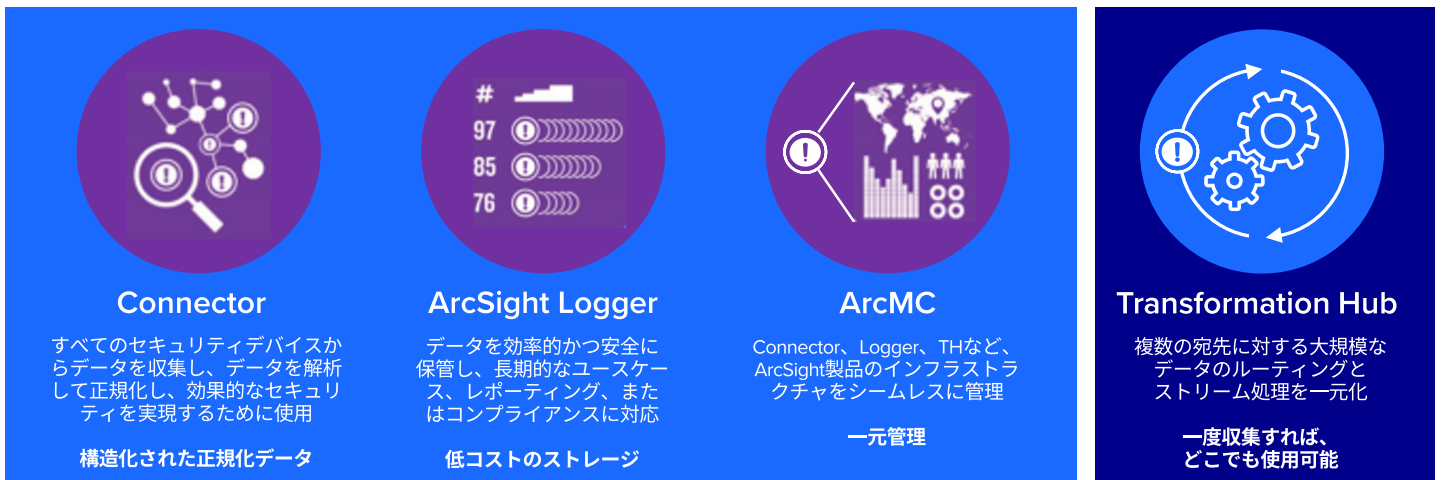 Connector
すべてのセキュリティデバイスか
らデータを収集し、データを解析
して正規化し、効果的なセキュリ
ティを実現するために使用
構造化された正規化データ
#
97
85
76
ArcSight Logger
データを効率的かつ安全に
保管し、長期的なユースケー
ス、レポーティング、また
はコンプライアンスに対応
低コストのストレージ
ArcMC
Connector、Logger、THなど、
ArcSight製品のインフラストラ
クチャをシームレスに管理
一元管理
Transformation Hub
複数の宛先に対する大規模な
データのルーティングと
ストリーム処理を一元化
一度収集すれば、
どこでも使用可能